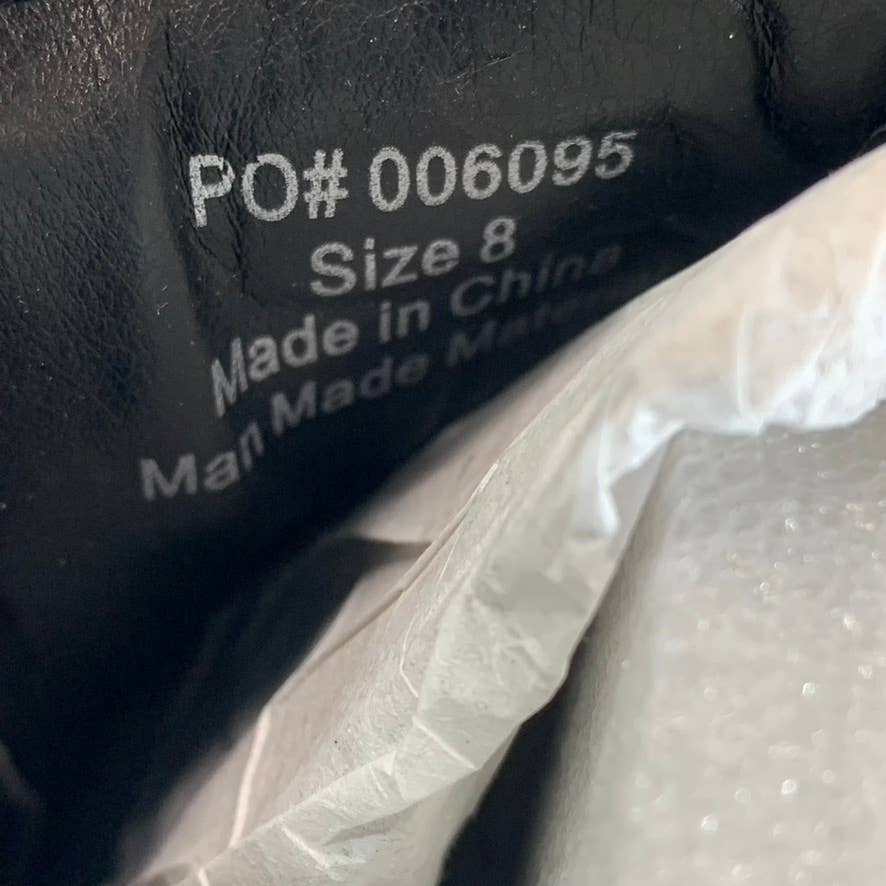 PO# 006095
Size 8
Made in China
Man Made